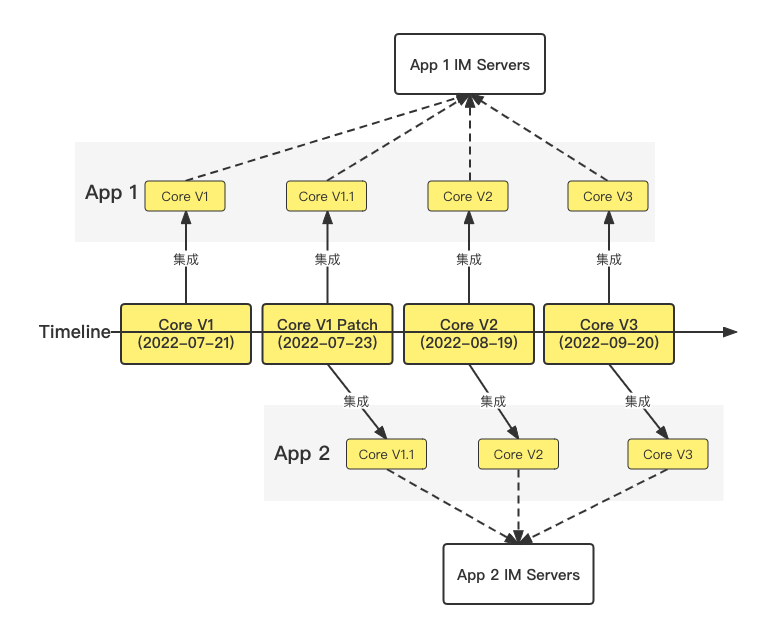 App 1 IM Servers
App 1
Core V1
Core V1.1
Core V2
Core V3
集成
集成
集成
集成
Timeline
Core V1
(2022-07-21)
Core V1 Patch
(2022-07-23)
Core V2
(2022-08-19)
Core V3
(2022-09-20)
集成
集成
集成
App 2
Core V1.1
Core V2
Core V3
App 2 IM Servers